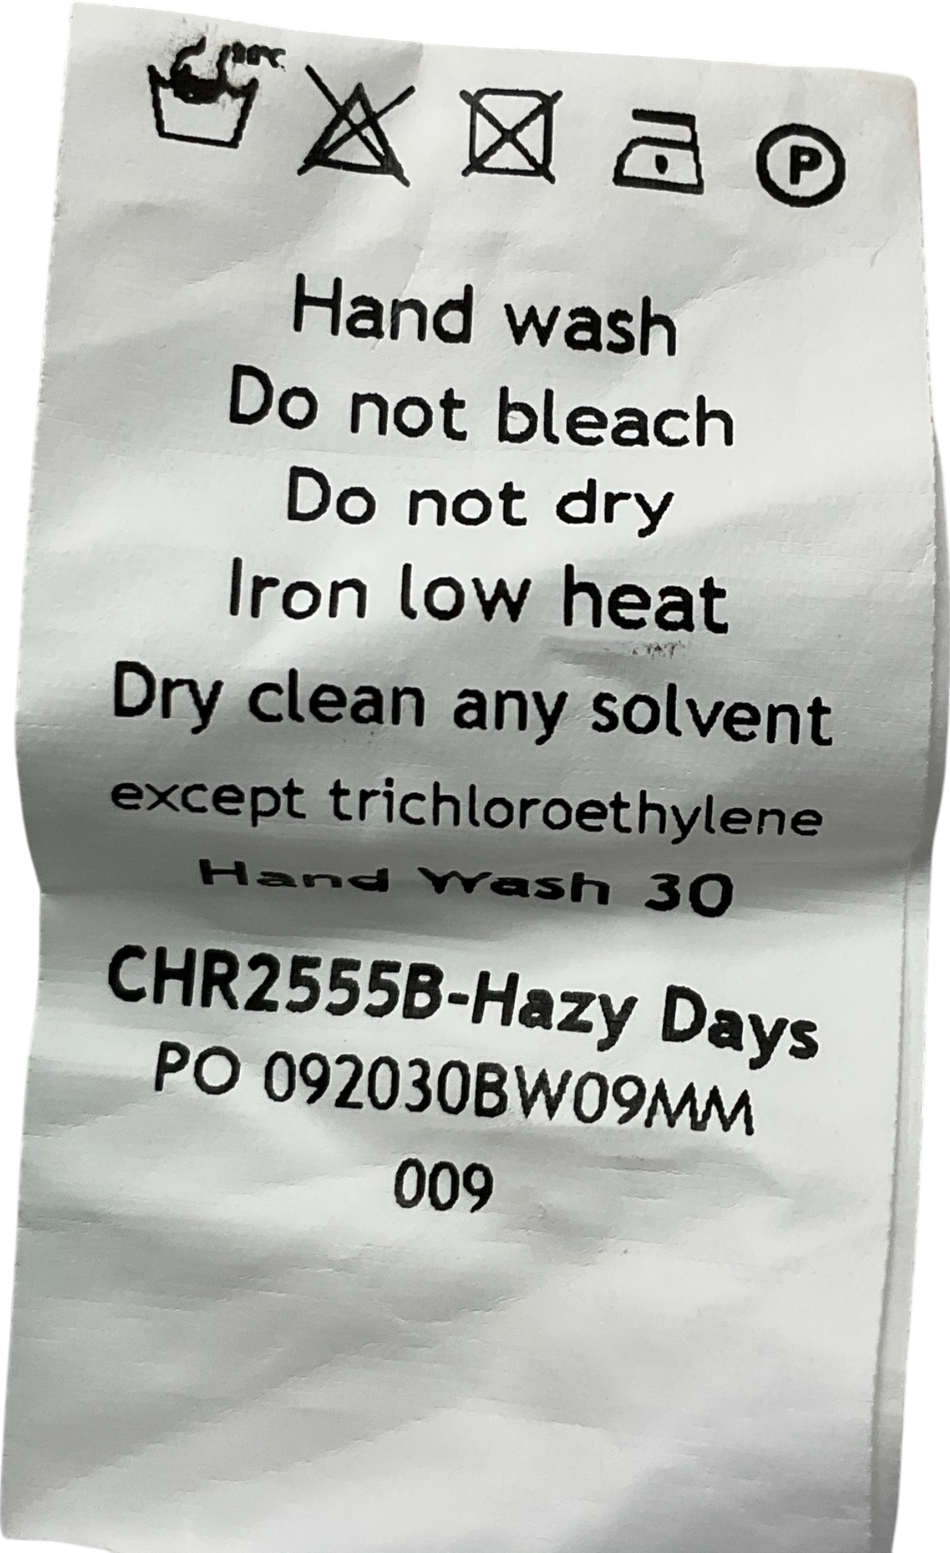 P
Hand wash
Do not bleach
Do not dry
Iron low heat
Dry clean any solvent
except trichloroethylene
Hand Wash 30
CHR2555B-Hazy Days
PO 092030BW09MM
009